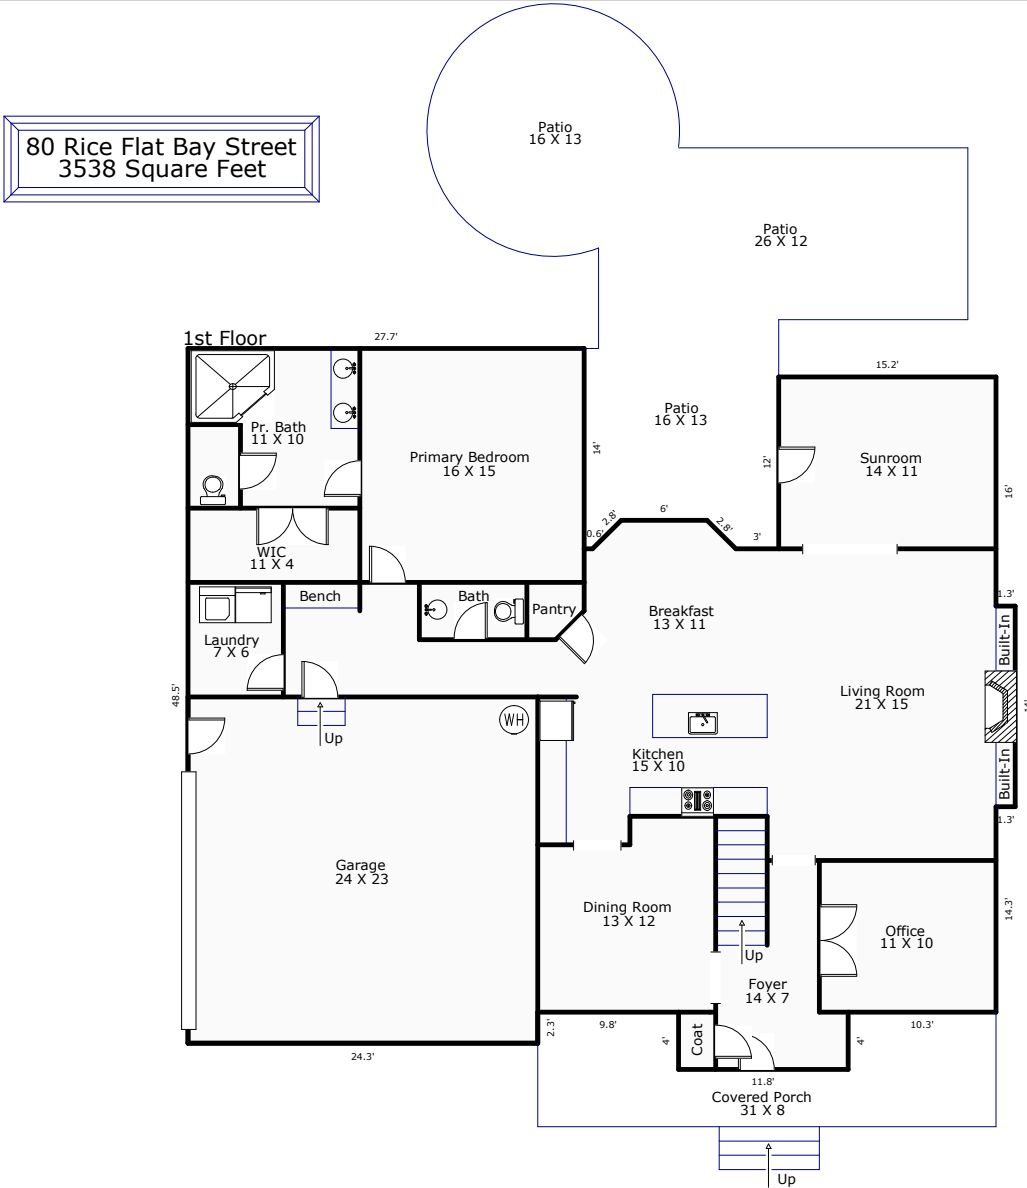 Patio
16 X 13
80 Rice Flat Bay Street
3538 Square Feet
Patio
26 X 12
1st Floor
27.7'
15.2'
Pr. Bath
11 X 10
Primary Bedroom
16 X 15
14'
Patio
16 X 13
12'
Sunroom
14 X 11
16'
0.6'
2.8'
6'
2.8'
3'
WIC
11 X 4
Bench
Bath
Pantry
Breakfast
13 X 11
1.3'
Built-In
Laundry
7 X 6
48.5'
Living Room
21 X 15
14'
WH
Up
Kitchen
15 X 10
Built-In
1.3'
Garage
24 X 23
Dining Room
13 X 12
Up
Office
11 X 10
14.3'
Foyer
14 X 7
2.3'
9.8'
4'
Coat
4'
10.3'
24.3'
11.8'
Covered Porch
31 X 8
Up